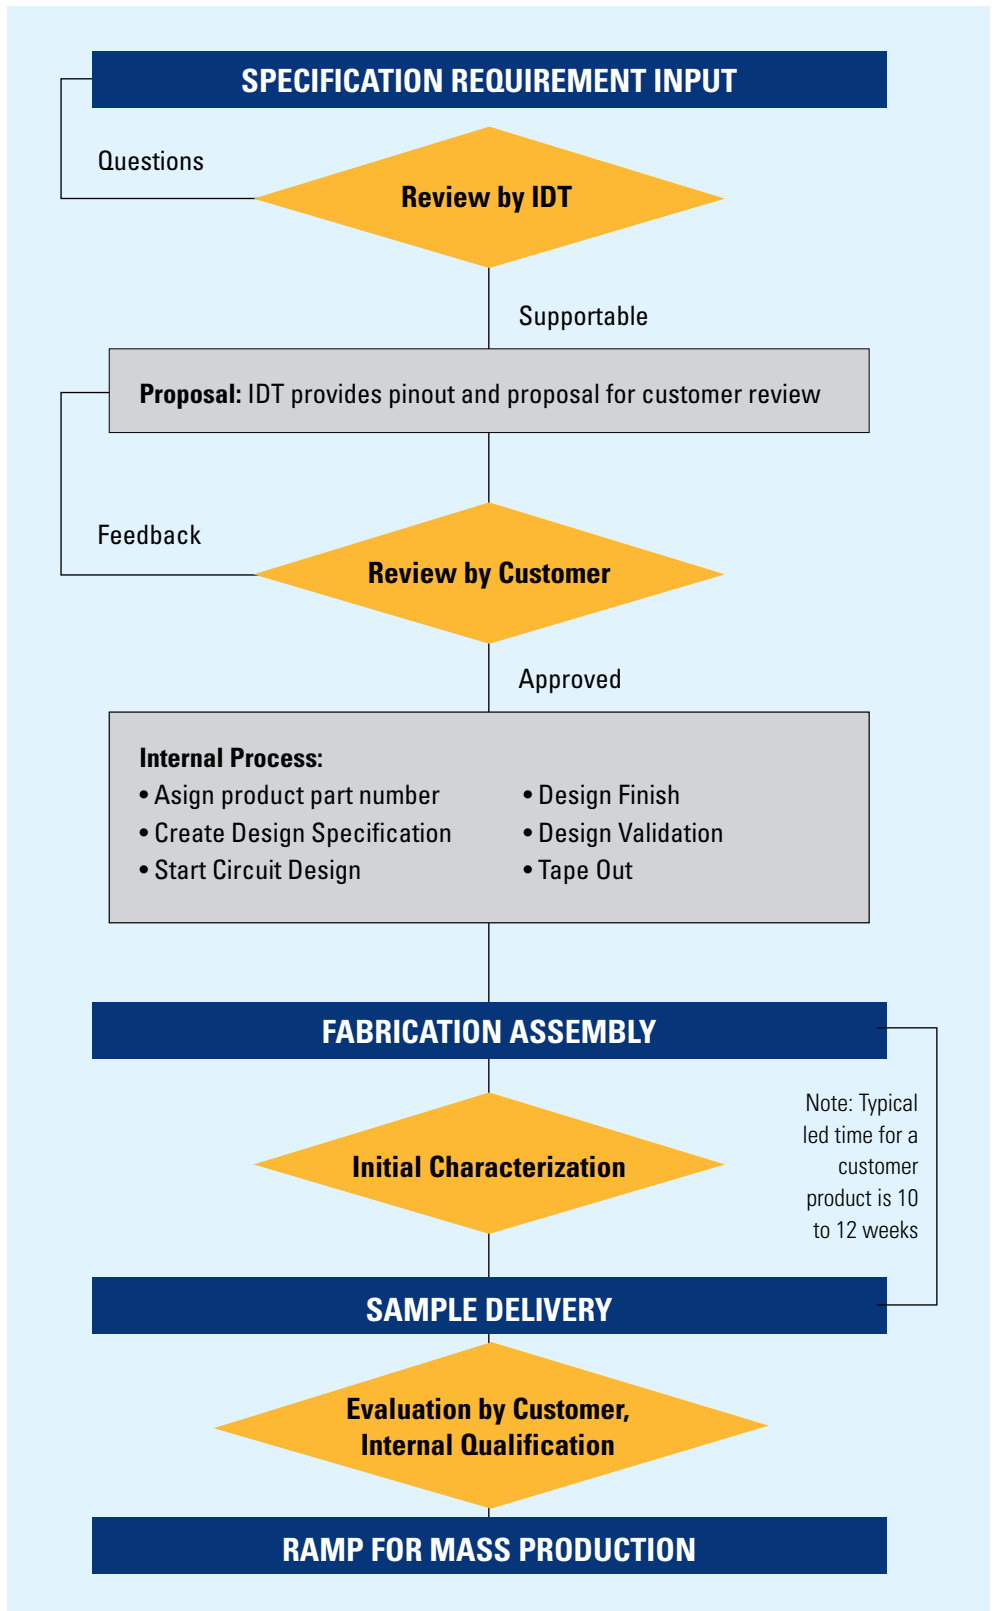 SPECIFICATION REQUIREMENT INPUT
Questions
Review by IDT
Supportable
Proposal: IDT provides pinout and proposal for customer review
Feedback
Review by Customer
Approved
Internal Process:
• Asign product part number
• Create Design Specification
• Start Circuit Design
• Design Finish
• Design Validation
• Tape Out
FABRICATION ASSEMBLY
Note: Typical
led time for a
customer
product is 10
to 12 weeks
Initial Characterization
SAMPLE DELIVERY
Evaluation by Customer,
Internal Qualification
RAMP FOR MASS PRODUCTION